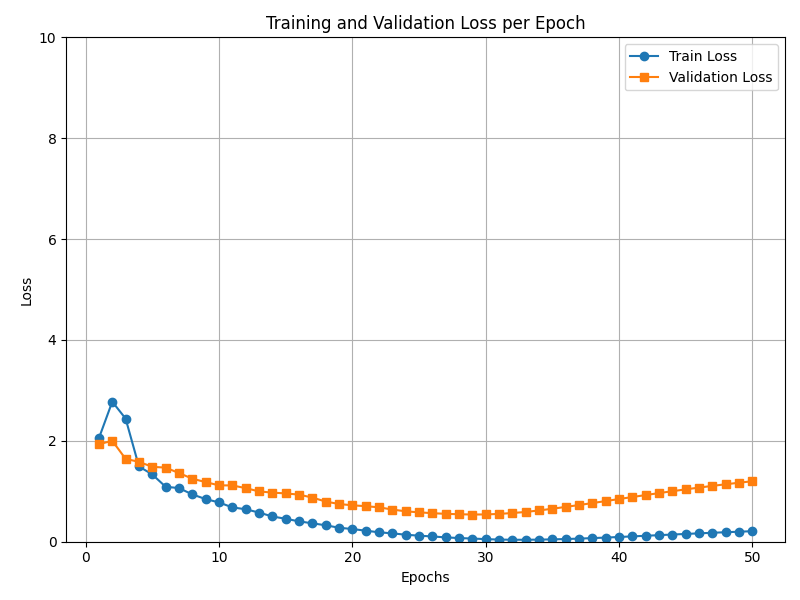 Training and Validation Loss per Epoch
Train Loss
Validation Loss
10
8
6
4
2
0
Loss
0 10 20 30 40 50
Epochs